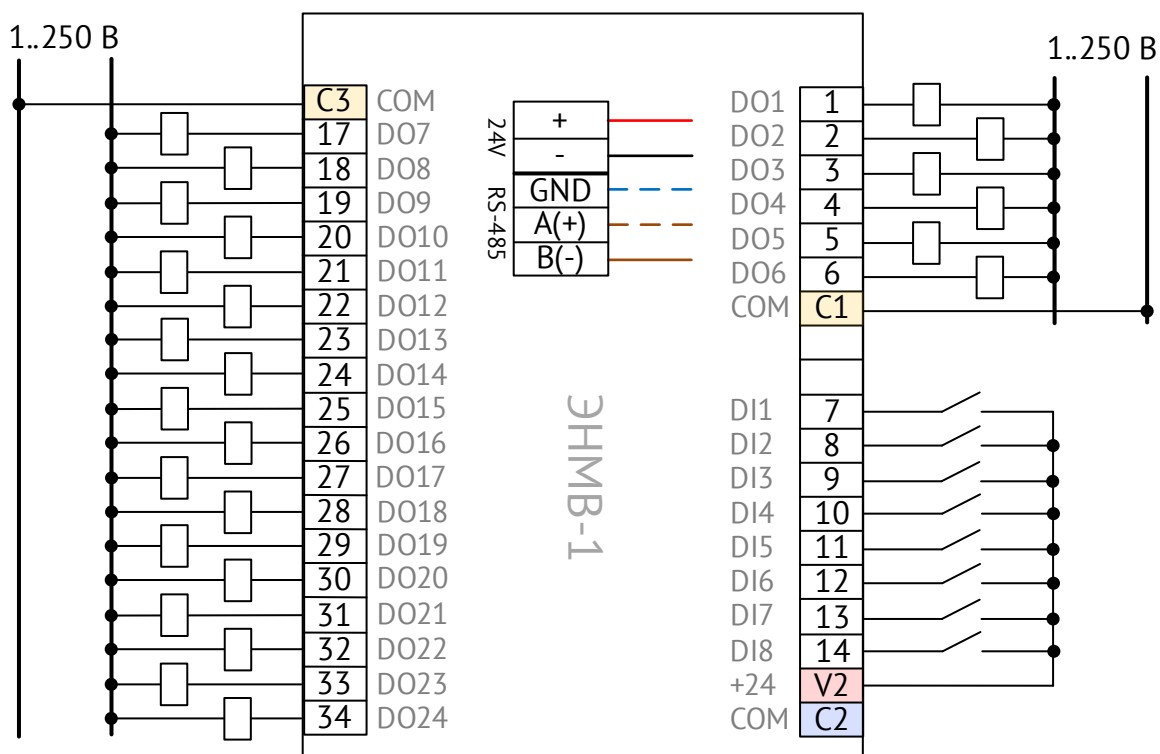 1..250 В
1..250 В
C3 COM
17 DO7
18 DO8
19 DO9
20 DO10
21 DO11
22 DO12
23 DO13
24 DO14
25 DO15
26 DO16
27 DO17
28 DO18
29 DO19
30 DO20
31 DO21
32 DO22
33 DO23
34 DO24
24V
+
-
RS-485
GND
A(+)
B(-)
ЭНМВ-1
DO1 1
DO2 2
DO3 3
DO4 4
DO5 5
DO6 6
COM C1
DI1 7
DI2 8
DI3 9
DI4 10
DI5 11
DI6 12
DI7 13
DI8 14
+24 V2
COM C2